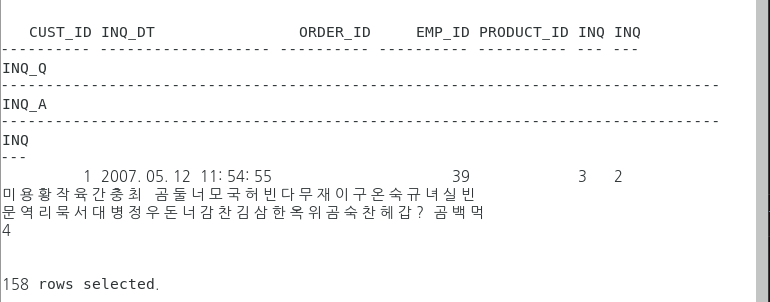 CUST_ID INQ_DT ORDER_ID EMP_ID PRODUCT_ID INQ INQ
---------- ------------------- ---------- ---------- ---------- --- ---
INQ_Q
--------------------------------------------------------------------------------
INQ_A
--------------------------------------------------------------------------------
INQ
---
1 2007. 05. 12 11: 54: 55 39 3 2
미용황작육간충최 곰둘너모국허빈다무재이구온숙규녀실빈
문역리묵서대병정우돈너감찬김삼한옥위곰숙찬헤갑? 곰백먹
4
158 rows selected.